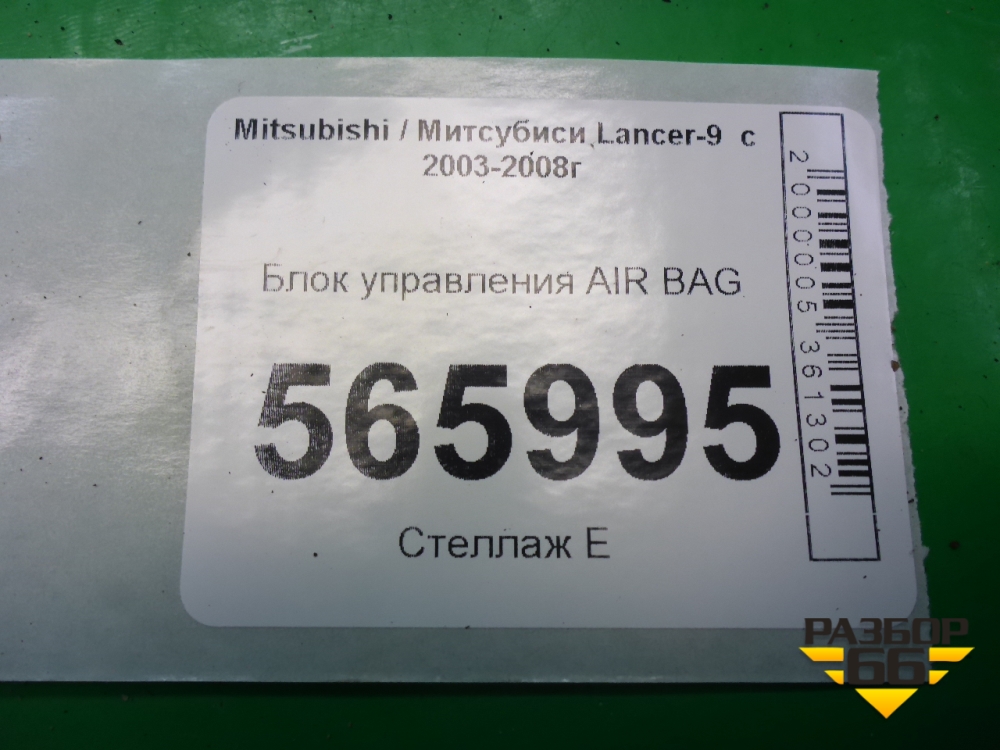 Mitsubishi / Митсубиси Lancer-9 с
2003-2008г
Блок управления AIR BAG
565995
Стеллаж Е
2000005361302
РАЗБОР
66